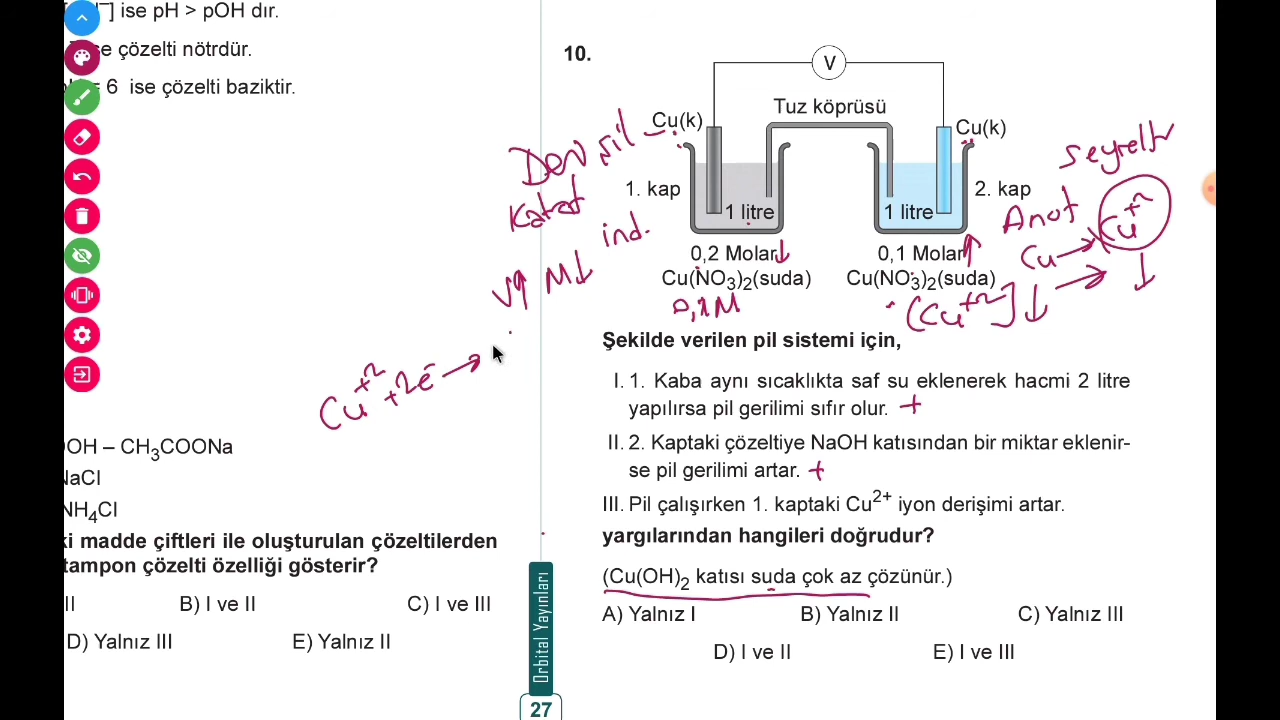 ⁻] ise pH > pOH dır.
se çözelti nötrdür.
= 6 ise çözelti baziktir.
OOH – CH₃COONa
NaCl
NH₄Cl
ki madde çiftleri ile oluşturulan çözeltilerden
tampon çözelti özelliği gösterir?
II
B) I ve II
C) I ve III
D) Yalnız III
E) Yalnız II
Orbital Yayınları
27
10.
V
Tuz köprüsü
Cu(k)
Cu(k)
1. kap
1 litre
1 litre
2. kap
0,2 Molar
Cu(NO₃)₂(suda)
0,1 Molar
Cu(NO₃)₂(suda)
Derişil
Katot
ind.
M↓
0,1M
Cu⁺² + 2e⁻ →
Seyreltr
Anot
Cu → Cu⁺²
↓
[Cu⁺²] ↓ →
Şekilde verilen pil sistemi için,
I. 1. Kaba aynı sıcaklıkta saf su eklenerek hacmi 2 litre
yapılırsa pil gerilimi sıfır olur. +
II. 2. Kaptaki çözeltiye NaOH katısından bir miktar eklenir-
se pil gerilimi artar. +
III. Pil çalışırken 1. kaptaki Cu²⁺ iyon derişimi artar.
yargılarından hangileri doğrudur?
(Cu(OH)₂ katısı suda çok az çözünür.)
A) Yalnız I
B) Yalnız II
C) Yalnız III
D) I ve II
E) I ve III